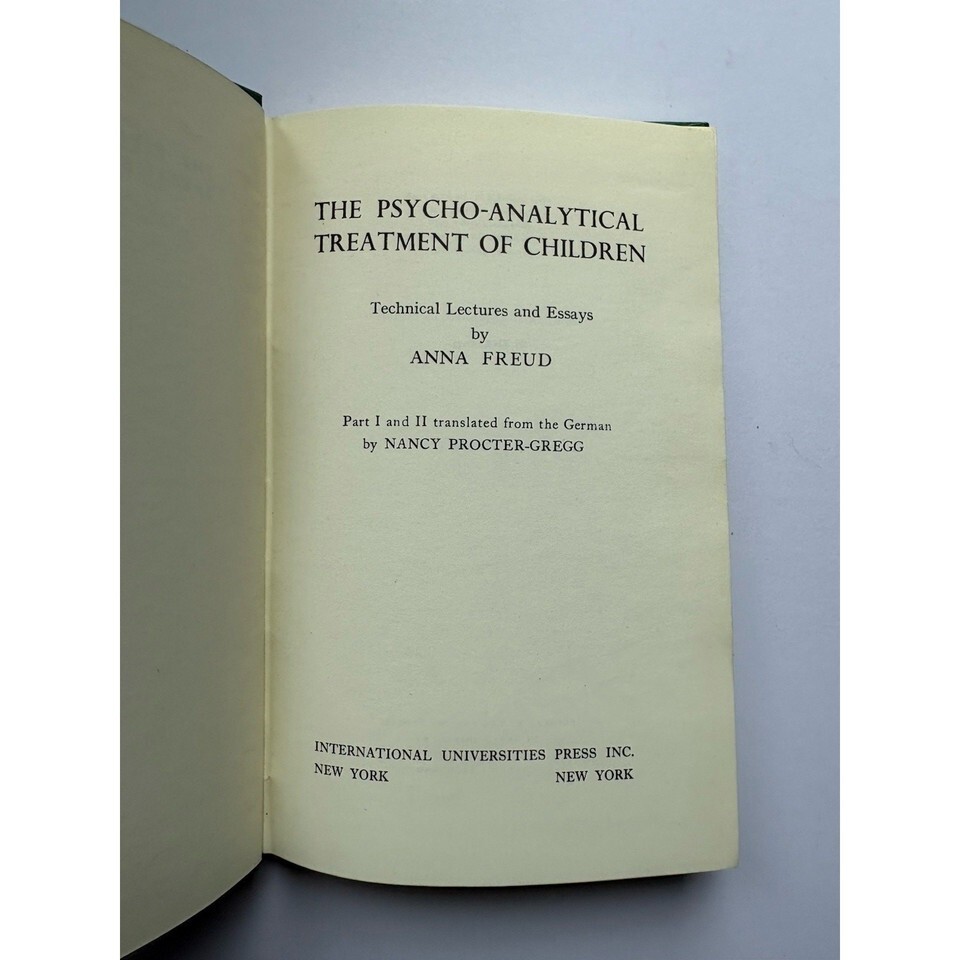 THE PSYCHO-ANALYTICAL
TREATMENT OF CHILDREN
Technical Lectures and Essays
by
ANNA FREUD
Part I and II translated from the German
by NANCY PROCTER-GREGG
INTERNATIONAL UNIVERSITIES PRESS INC.
NEW YORK NEW YORK